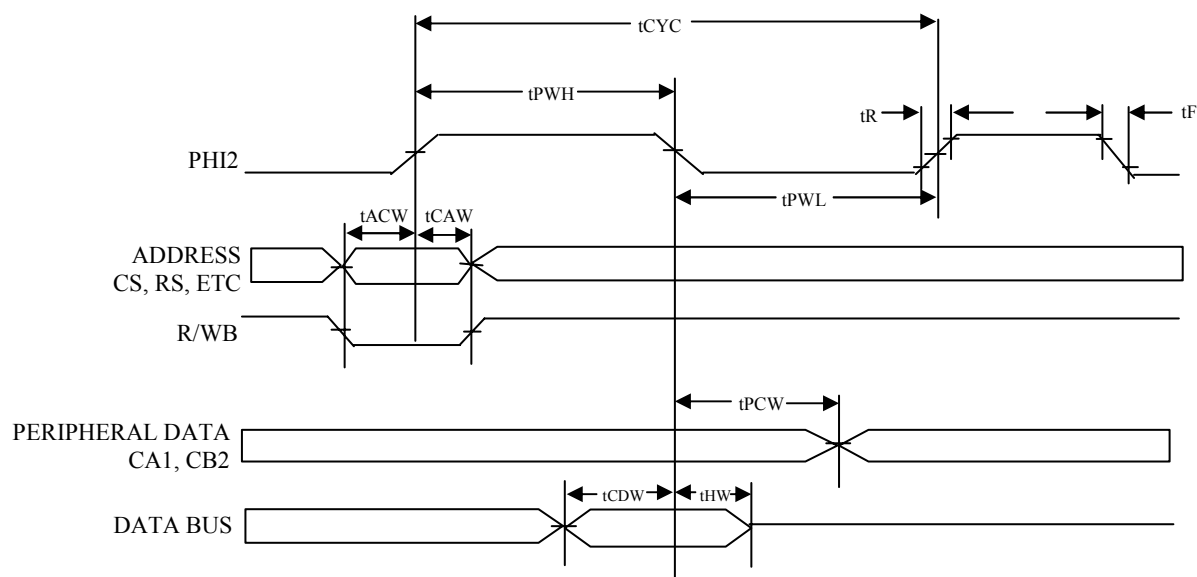 tCYC
tPWH
tR
tF
PHI2
tPWL
tACW
tCAW
ADDRESS
CS, RS, ETC
R/WB
tPCW
PERIPHERAL DATA
CA1, CB2
tCDW
tHW
DATA BUS